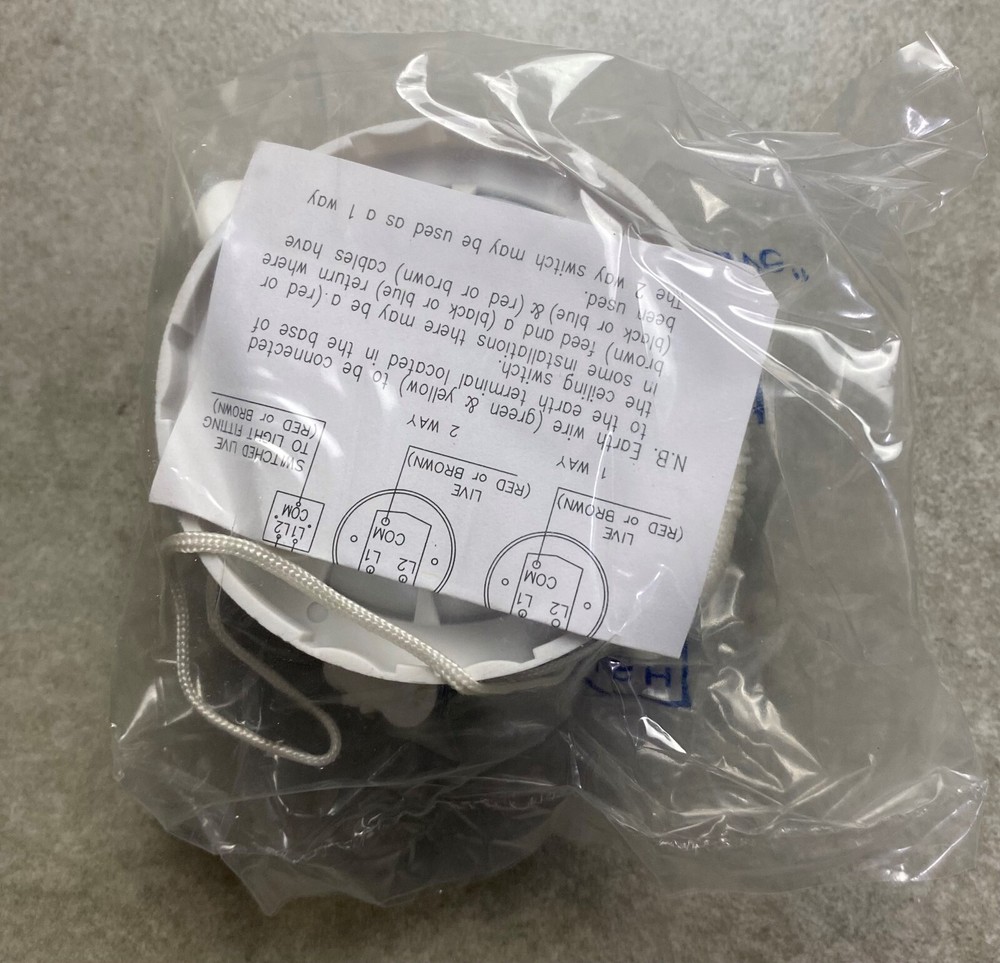 L2 L1
COM
L2 L1
COM
L1 L2
COM
LIVE
(RED or BROWN)
LIVE
(RED or BROWN)
SWITCHED LIVE
TO LIGHT FITTING
(RED or BROWN)
1 WAY
2 WAY
N.B. Earth wire (green & yellow) to be connected
to the earth terminal located in the base of
the ceiling switch.
In some installations there may be a (red or
brown) feed and a (black or blue) return where
(black or blue) & (red or brown) cables have
been used.
The 2 way switch may be used as a 1 way